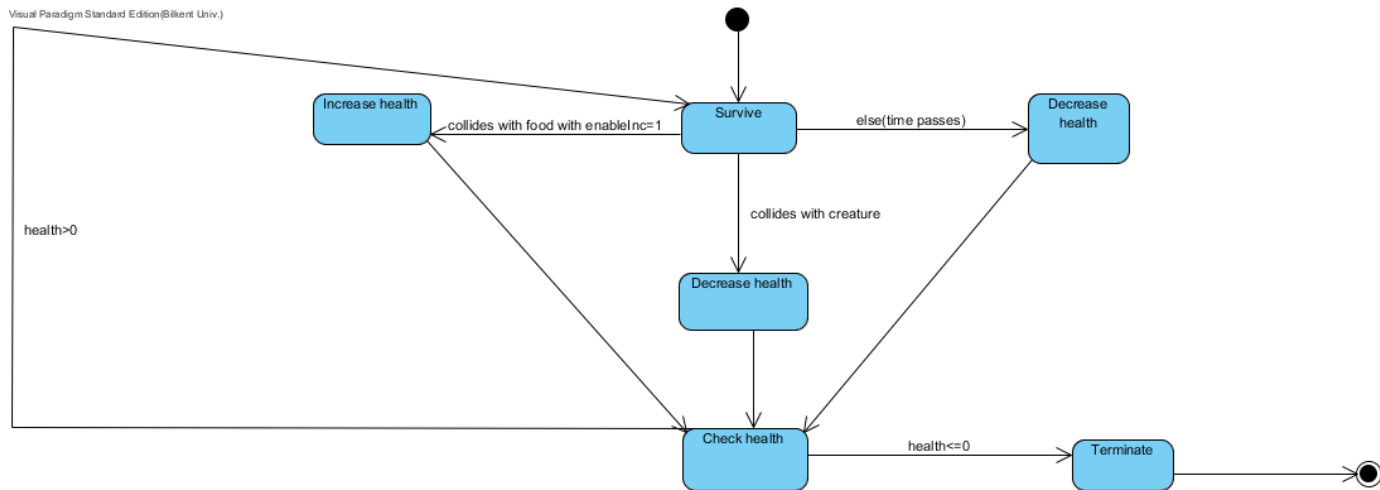 Visual Paradigm Standard Edition(Bilkent Univ.)
Increase health
collides with food with enableInc=1
Survive
else(time passes)
Decrease
health
collides with creature
health>0
Decrease health
Check health
health<=0
Terminate